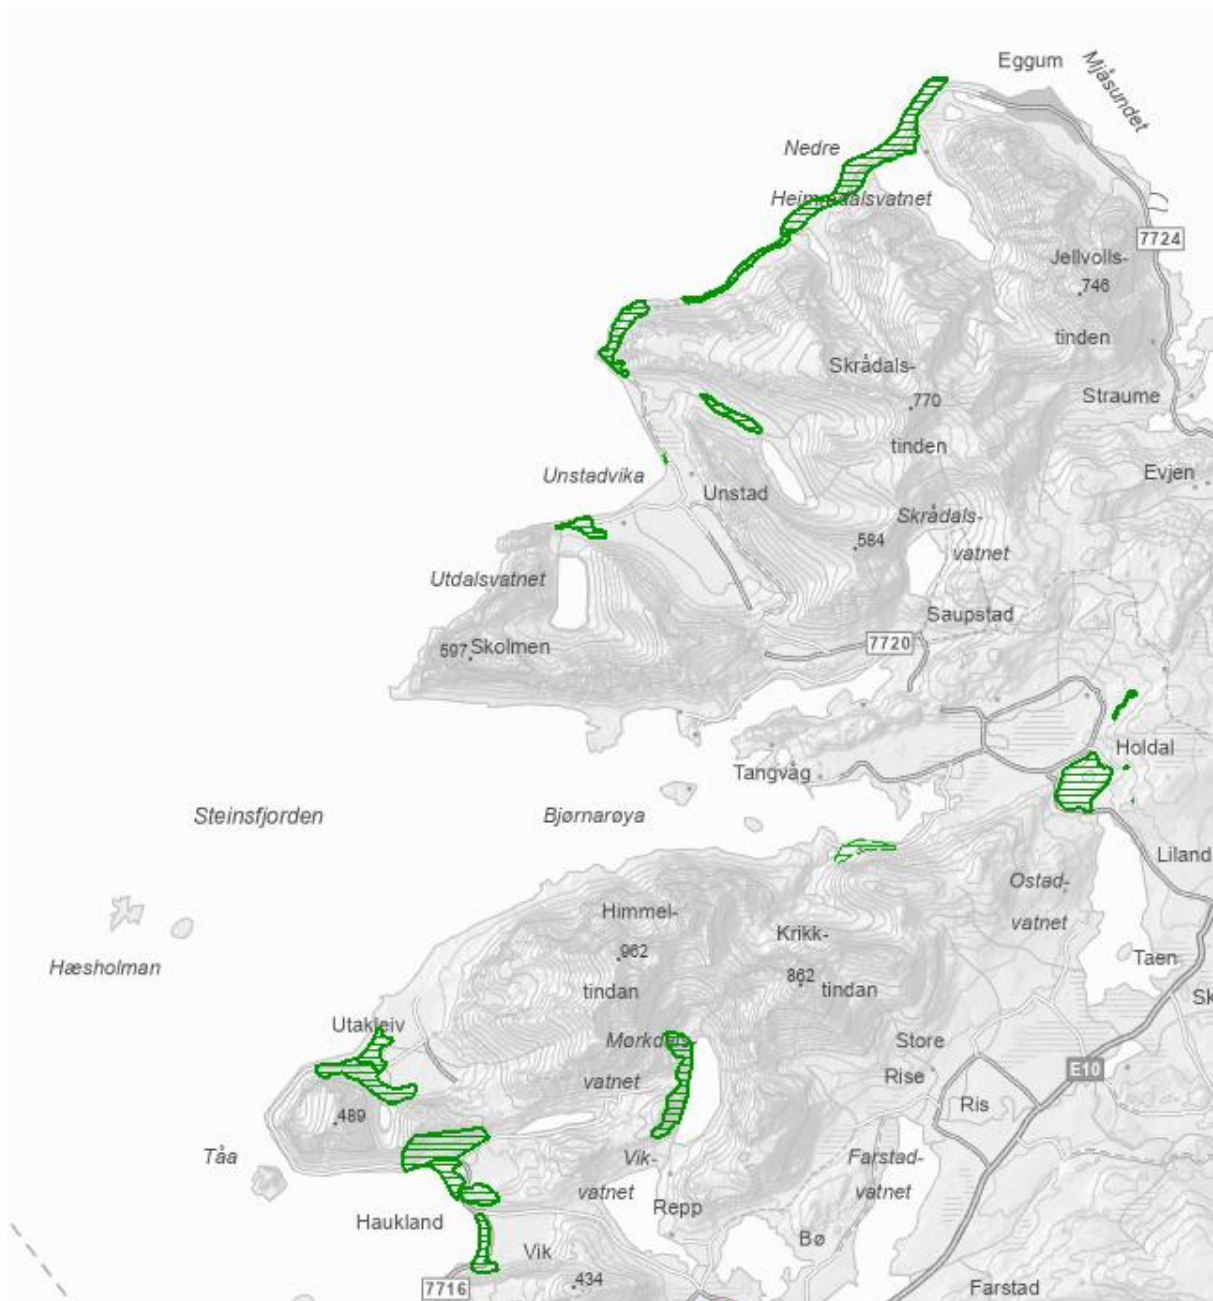 Eggum
Mjåsundet
Nedre
Heimredalsvatnet
7724
Jellvolls-
746
tinden
Skrådals-
770
tinden
Straume
Evjen
Unstadvika
Unstad
Skrådals-
vatnet
584
Utdalsvatnet
Saupstad
7720
597
Skolmen
Holdal
Tangvåg
Steinsfjorden
Bjørnarøya
Liland
Ostad-
vatnet
Himmel-
962
tindan
Krikk-
862
tindan
Taen
Hæsholman
Sk
Utakleiv
Mørkdals-
vatnet
Store
Rise
E10
Ris
489
Tåa
Vik-
vatnet
Farstad-
vatnet
Repp
Haukland
Vik
Bø
7716
434
Farstad